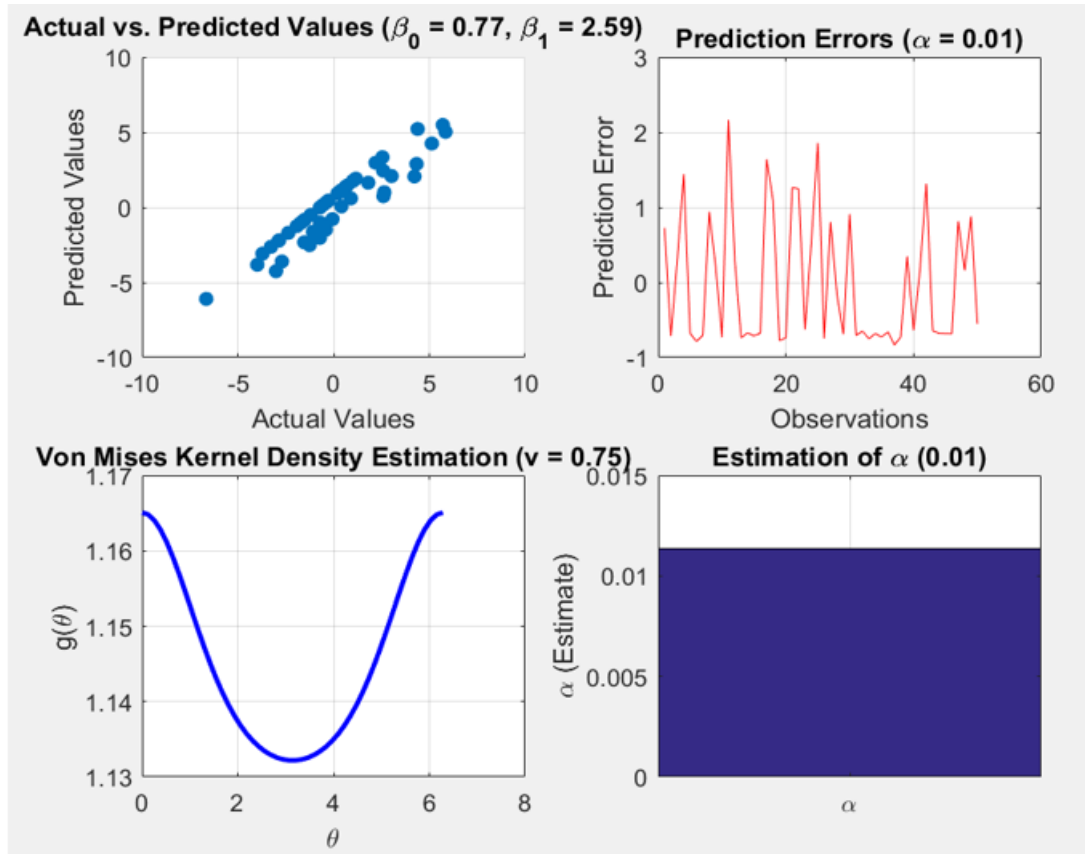 Actual vs. Predicted Values (β0 = 0.77, β1 = 2.59)
10
5
0
-5
-10
Predicted Values
-10 -5 0 5 10
Actual Values
Prediction Errors (α = 0.01)
3
2
1
0
-1
Prediction Error
0 20 40 60
Observations
Von Mises Kernel Density Estimation (v = 0.75)
1.17
1.16
1.15
1.14
1.13
g(θ)
0 2 4 6 8
θ
Estimation of α (0.01)
0.015
0.01
0.005
0
α (Estimate)
α